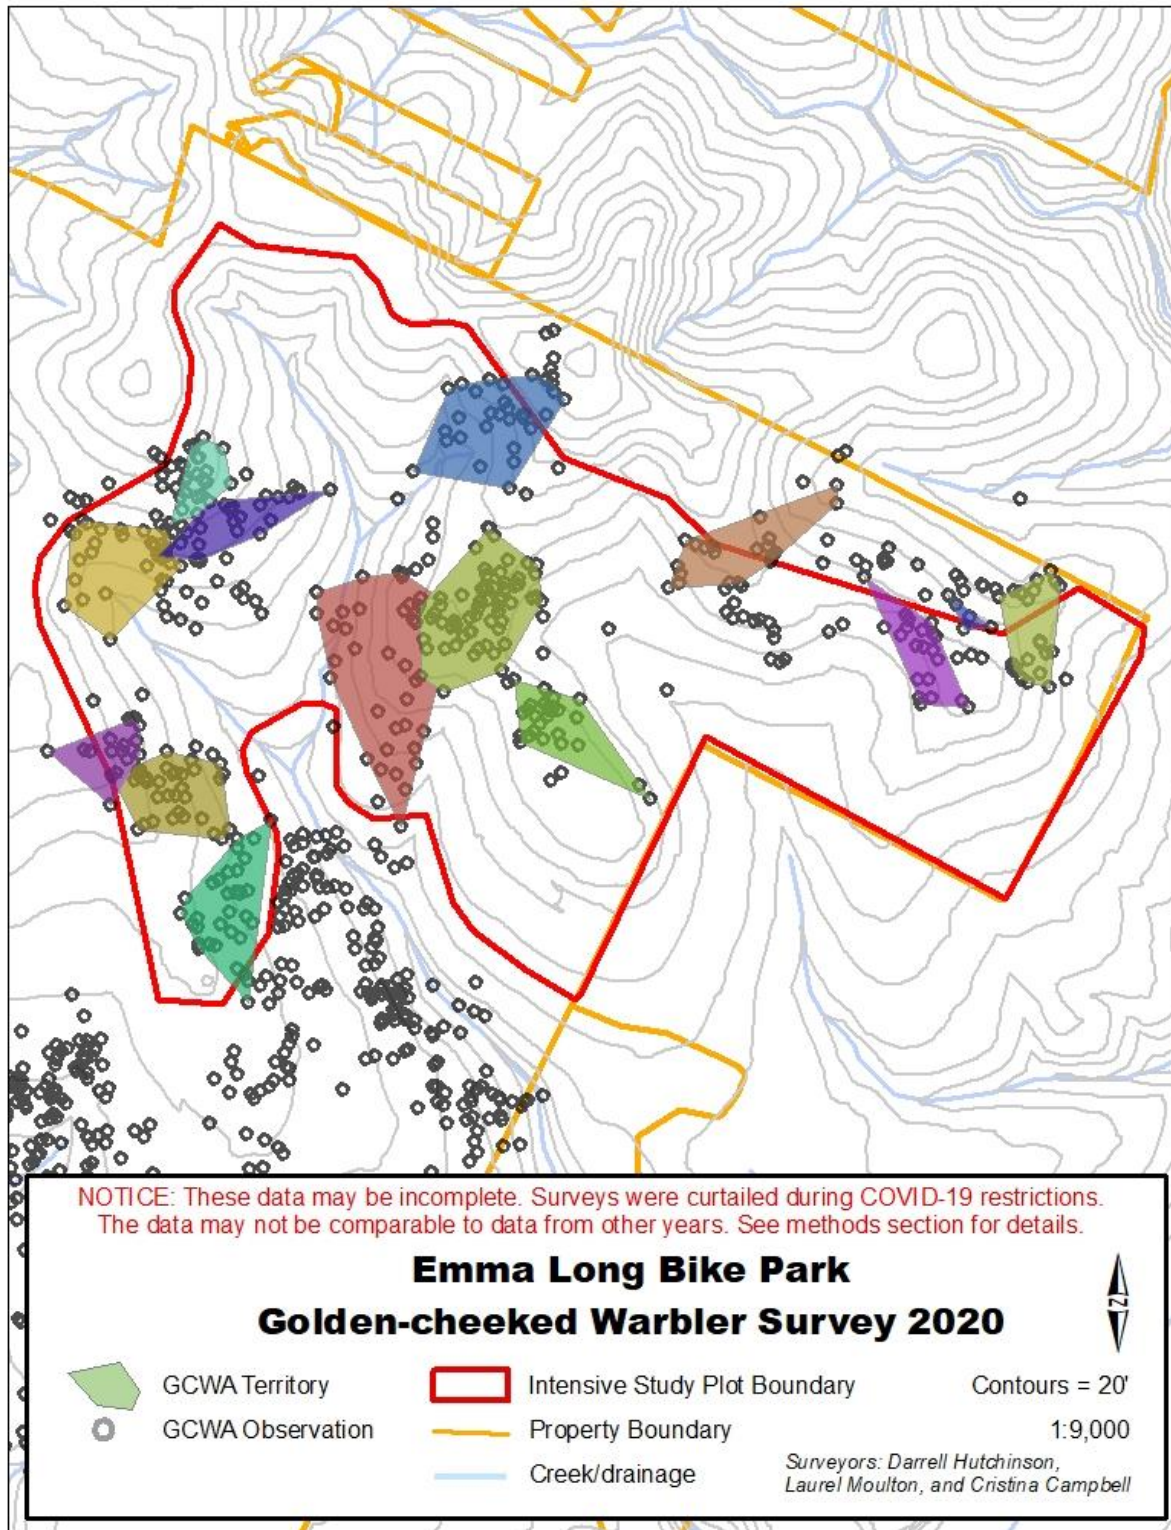 NOTICE: These data may be incomplete. Surveys were curtailed during COVID-19 restrictions.
The data may not be comparable to data from other years. See methods section for details.
Emma Long Bike Park
Golden-cheeked Warbler Survey 2020
N
GCWA Territory
GCWA Observation
Intensive Study Plot Boundary
Property Boundary
Creek/drainage
Contours = 20'
1:9,000
Surveyors: Darrell Hutchinson,
Laurel Moulton, and Cristina Campbell